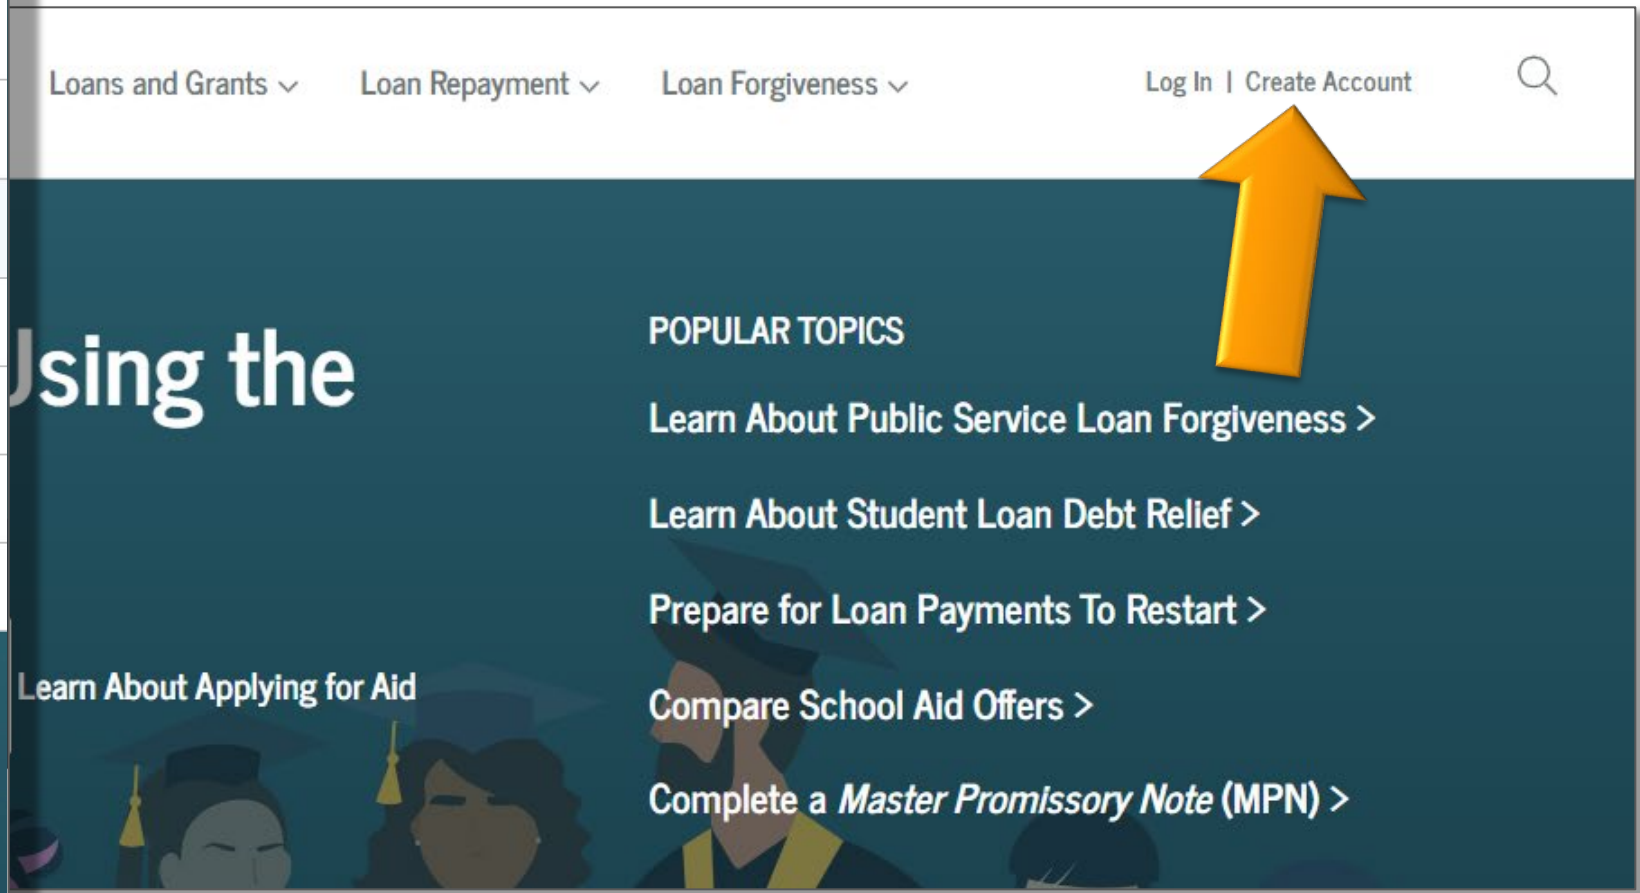 Loans and Grants
Loan Repayment
Loan Forgiveness
Log In | Create Account
Using the
POPULAR TOPICS
Learn About Public Service Loan Forgiveness >
Learn About Student Loan Debt Relief >
Prepare for Loan Payments To Restart >
Learn About Applying for Aid
Compare School Aid Offers >
Complete a Master Promissory Note (MPN) >